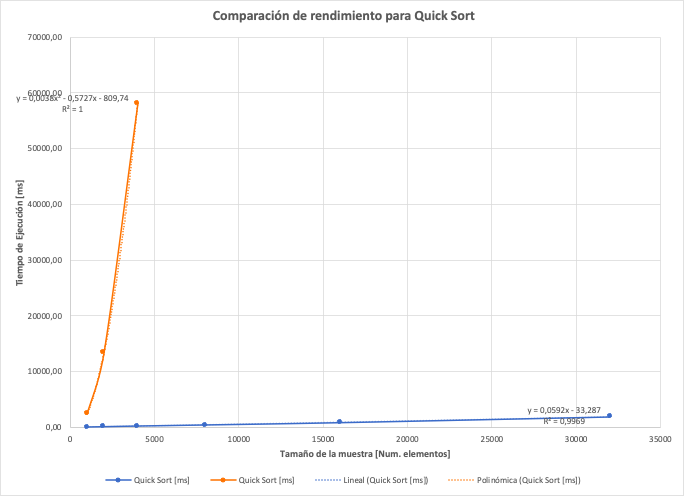 Comparación de rendimiento para Quick Sort
70000,00
60000,00
y = 0,0038x² - 0,5727x - 809,74
R² = 1
50000,00
40000,00
30000,00
20000,00
10000,00
0,00
Tiempo de Ejecución [ms]
y = 0,0592x - 33,287
R² = 0,9969
0 5000 10000 15000 20000 25000 30000 35000
Tamaño de la muestra [Num. elementos]
Quick Sort [ms] Quick Sort [ms] Lineal (Quick Sort [ms]) Polinómica (Quick Sort [ms])